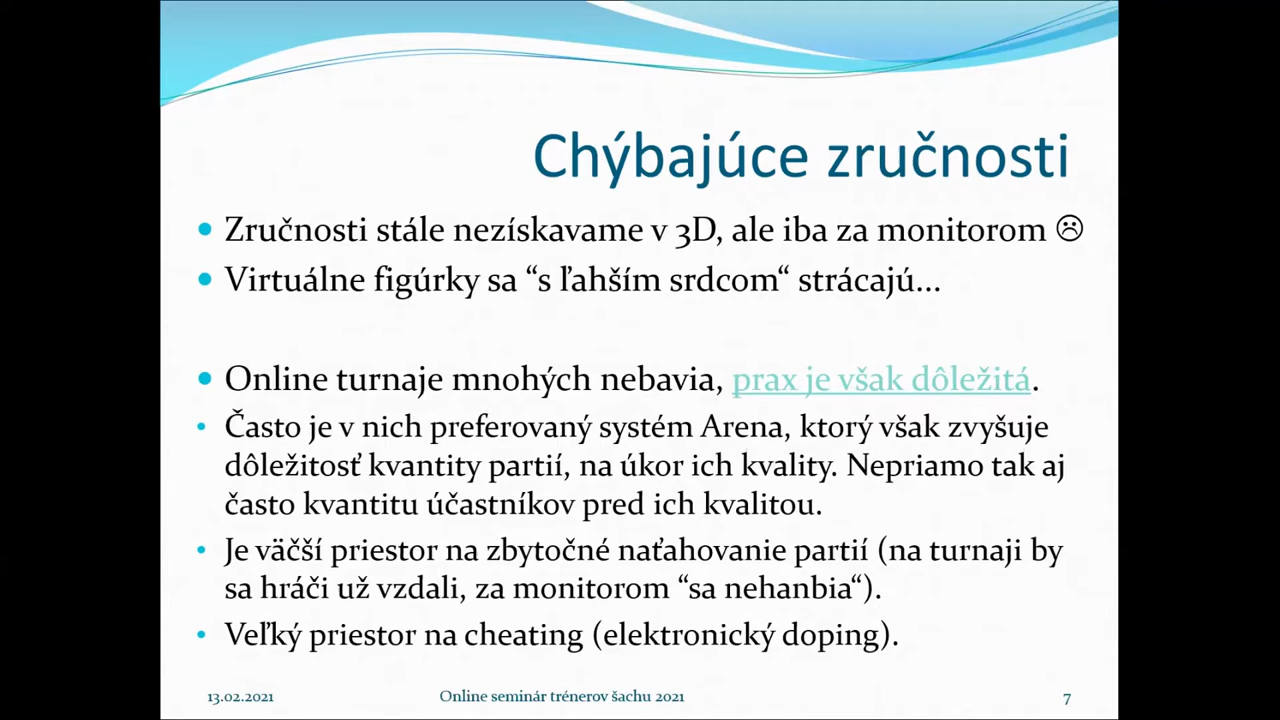 Chýbajúce zručnosti
• Zručnosti stále nezískavame v 3D, ale iba za monitorom ☹
• Virtuálne figúrky sa “s ľahším srdcom“ strácajú...
• Online turnaje mnohých nebavia, prax je však dôležitá.
• Často je v nich preferovaný systém Arena, ktorý však zvyšuje
dôležitosť kvantity partií, na úkor ich kvality. Nepriamo tak aj
často kvantitu účastníkov pred ich kvalitou.
• Je väčší priestor na zbytočné naťahovanie partií (na turnaji by
sa hráči už vzdali, za monitorom “sa nehanbia“).
• Veľký priestor na cheating (elektronický doping).
13.02.2021 Online seminár trénerov šachu 2021 7